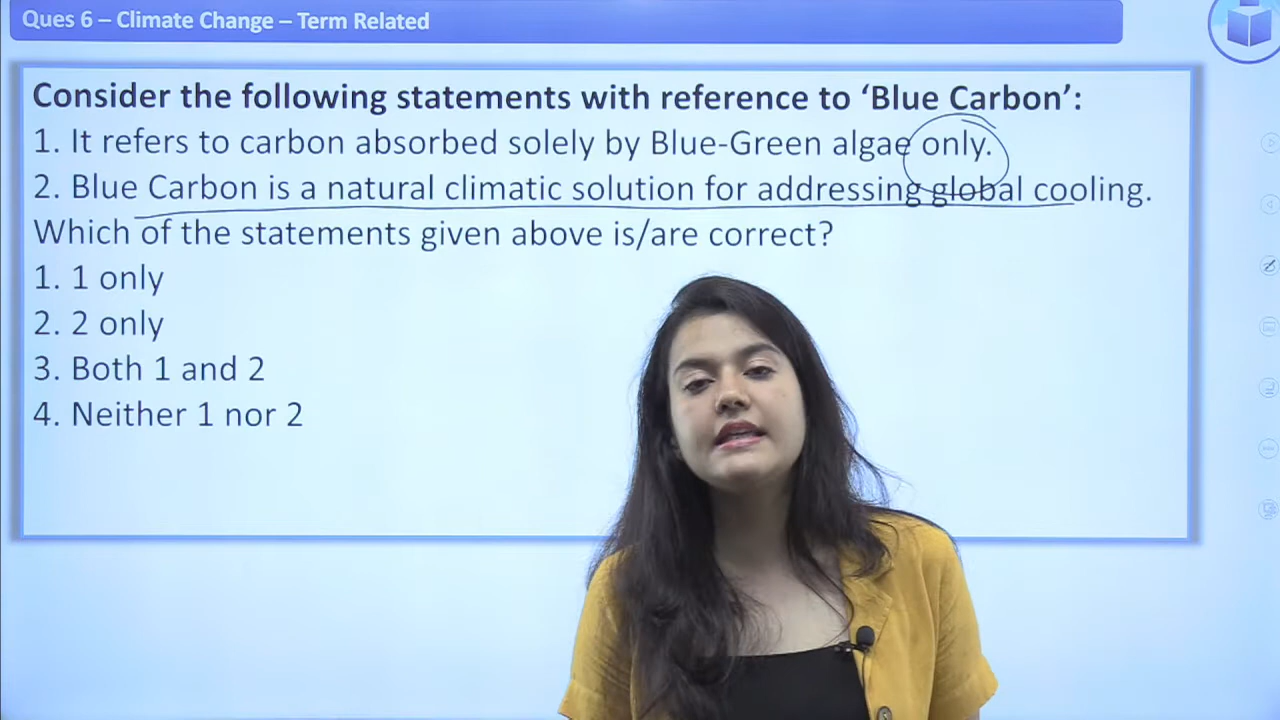 Ques 6 – Climate Change – Term Related
Consider the following statements with reference to ‘Blue Carbon’:
1. It refers to carbon absorbed solely by Blue-Green algae only.
2. Blue Carbon is a natural climatic solution for addressing global cooling.
Which of the statements given above is/are correct?
1. 1 only
2. 2 only
3. Both 1 and 2
4. Neither 1 nor 2